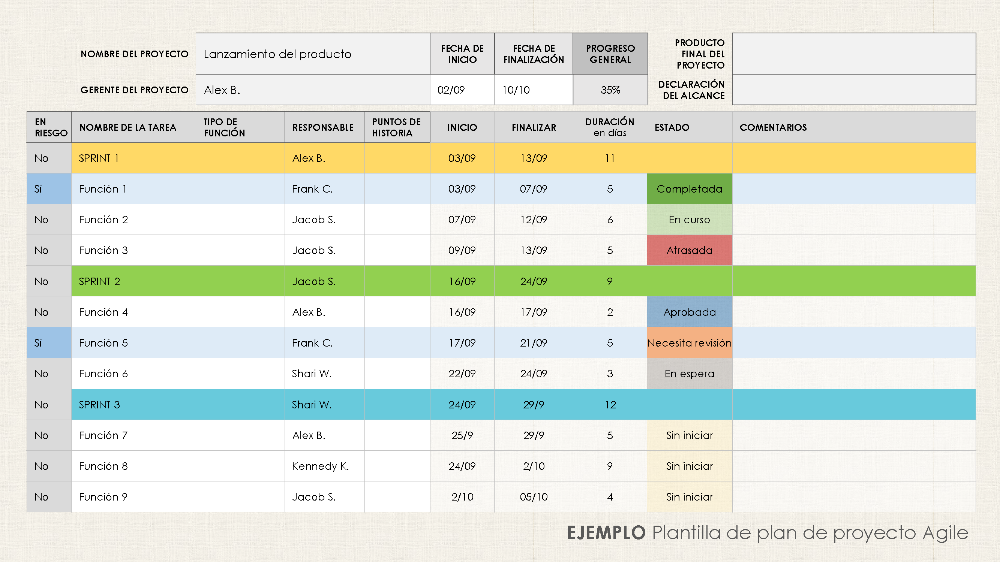 NOMBRE DEL PROYECTO Lanzamiento del producto FECHA DE INICIO FECHA DE FINALIZACIÓN PROGRESO GENERAL PRODUCTO FINAL DEL PROYECTO
GERENTE DEL PROYECTO Alex B. 02/09 10/10 35% DECLARACIÓN DEL ALCANCE
EN RIESGO NOMBRE DE LA TAREA TIPO DE FUNCIÓN RESPONSABLE PUNTOS DE HISTORIA INICIO FINALIZAR DURACIÓN en días ESTADO COMENTARIOS
No SPRINT 1 Alex B. 03/09 13/09 11
Sí Función 1 Frank C. 03/09 07/09 5 Completada
No Función 2 Jacob S. 07/09 12/09 6 En curso
No Función 3 Jacob S. 09/09 13/09 5 Atrasada
No SPRINT 2 Jacob S. 16/09 24/09 9
No Función 4 Alex B. 16/09 17/09 2 Aprobada
Sí Función 5 Frank C. 17/09 21/09 5 Necesita revisión
No Función 6 Shari W. 22/09 24/09 3 En espera
No SPRINT 3 Shari W. 24/09 29/9 12
No Función 7 Alex B. 25/9 29/9 5 Sin iniciar
No Función 8 Kennedy K. 24/09 2/10 9 Sin iniciar
No Función 9 Jacob S. 2/10 05/10 4 Sin iniciar
EJEMPLO Plantilla de plan de proyecto Agile